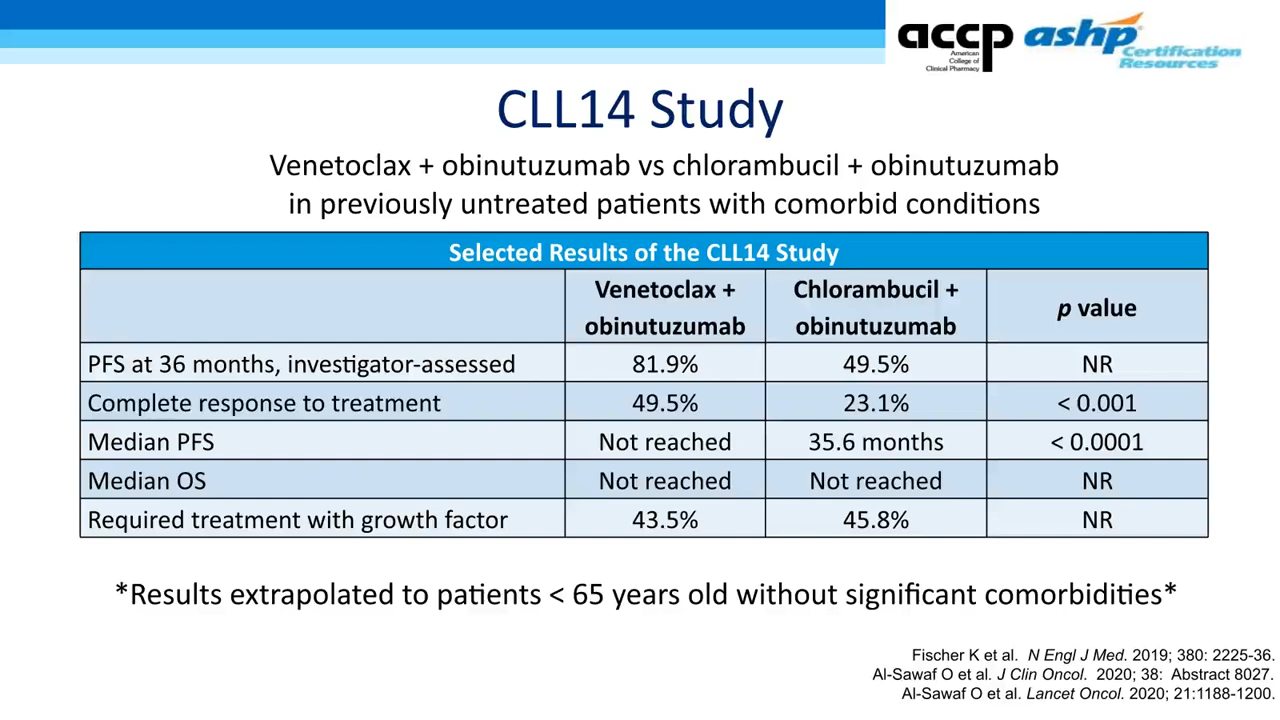 accp
American
College of
Clinical Pharmacy
ashp
Certification
Resources
CLL14 Study
Venetoclax + obinutuzumab vs chlorambucil + obinutuzumab
in previously untreated patients with comorbid conditions
Selected Results of the CLL14 Study
Venetoclax + obinutuzumab Chlorambucil + obinutuzumab p value
PFS at 36 months, investigator-assessed 81.9% 49.5% NR
Complete response to treatment 49.5% 23.1% < 0.001
Median PFS Not reached 35.6 months < 0.0001
Median OS Not reached Not reached NR
Required treatment with growth factor 43.5% 45.8% NR
*Results extrapolated to patients < 65 years old without significant comorbidities*
Fischer K et al. N Engl J Med. 2019; 380: 2225-36.
Al-Sawaf O et al. J Clin Oncol. 2020; 38: Abstract 8027.
Al-Sawaf O et al. Lancet Oncol. 2020; 21:1188-1200.